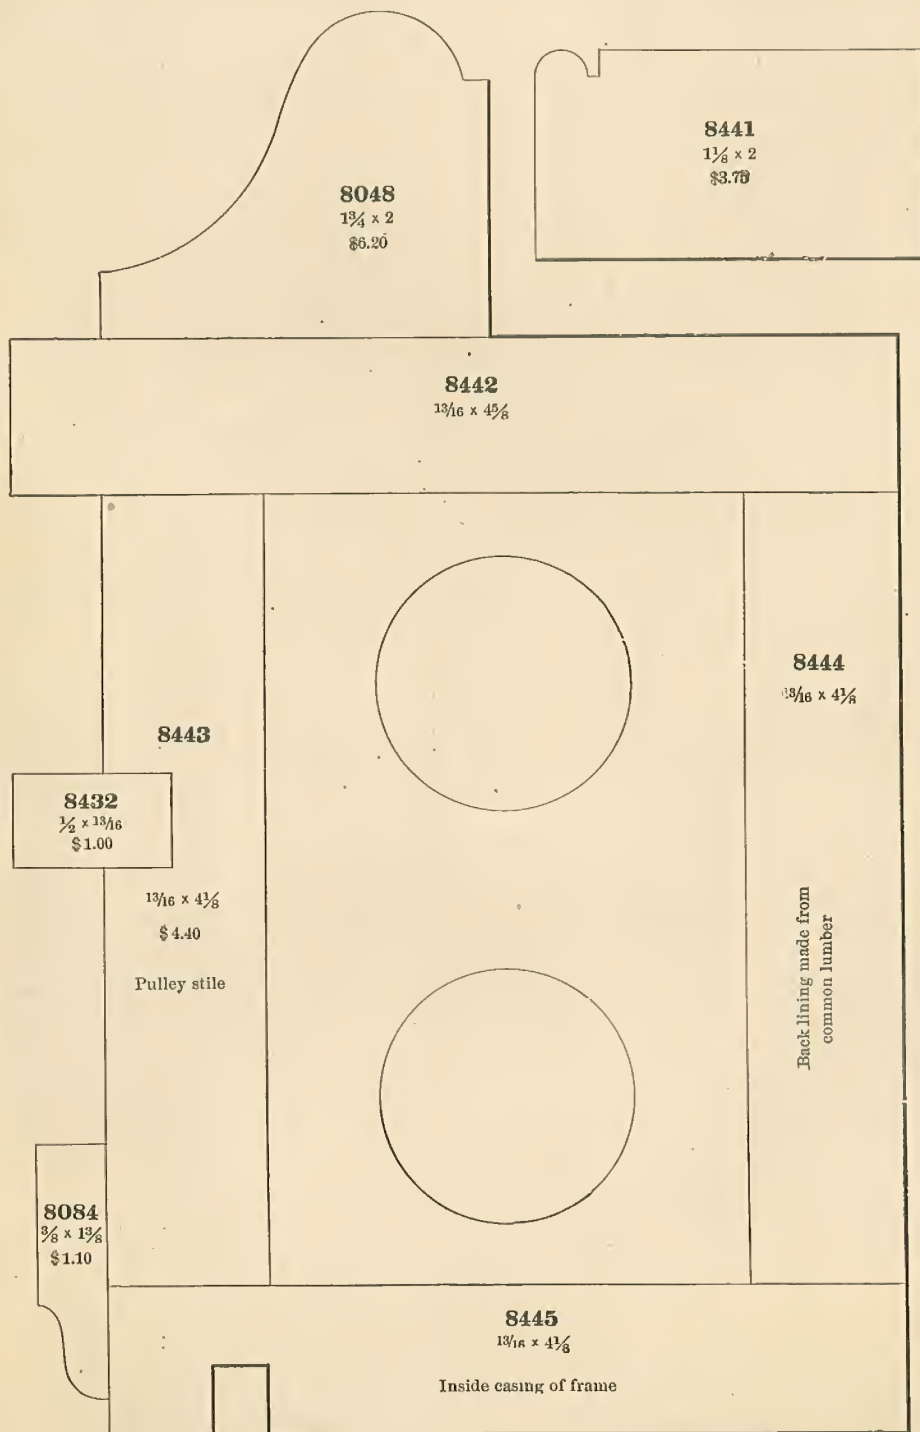 8441
1⅛ x 2
8048
1¾ x 2
$6.20
8442
13/16 x 4⅝
8444
13/16 x 4⅛
8443
8432
½ x 13/16
$1.00
13/16 x 4⅛
$4.40
Pulley stile
Back lining made from
common lumber
8084
⅜ x 1⅜
$1.10
8445
13/16 x 4⅛
Inside casing of frame